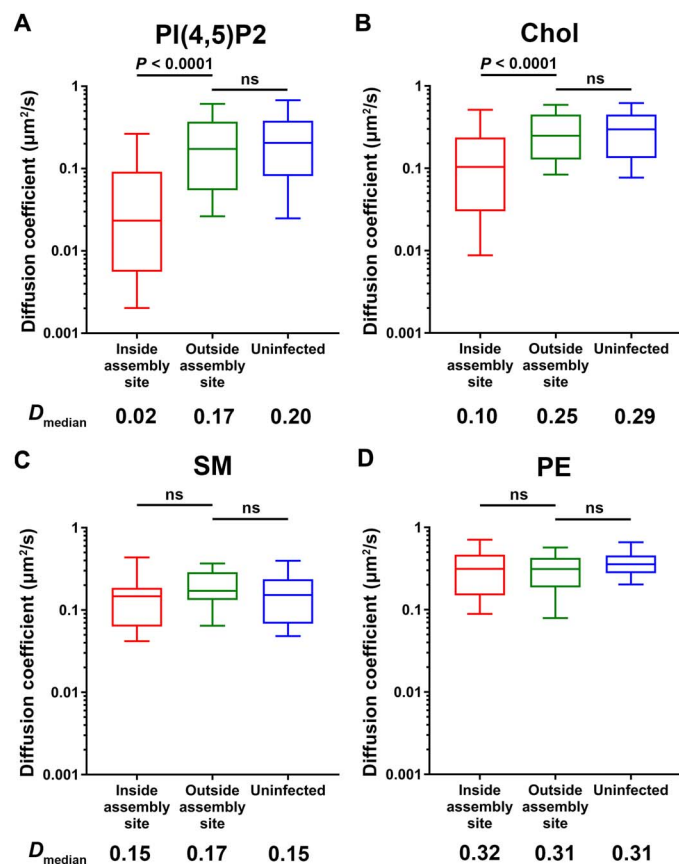 A
PI(4,5)P2
P < 0.0001
ns
Diffusion coefficient (µm²/s)
1
0.1
0.01
0.001
Inside assembly site
Outside assembly site
Uninfected
Dmedian 0.02 0.17 0.20
B
Chol
P < 0.0001
ns
Diffusion coefficient (µm²/s)
1
0.1
0.01
0.001
Inside assembly site
Outside assembly site
Uninfected
0.10 0.25 0.29
C
SM
ns
ns
Diffusion coefficient (µm²/s)
1
0.1
0.01
0.001
Inside assembly site
Outside assembly site
Uninfected
Dmedian 0.15 0.17 0.15
D
PE
ns
ns
Diffusion coefficient (µm²/s)
1
0.1
0.01
0.001
Inside assembly site
Outside assembly site
Uninfected
0.32 0.31 0.31